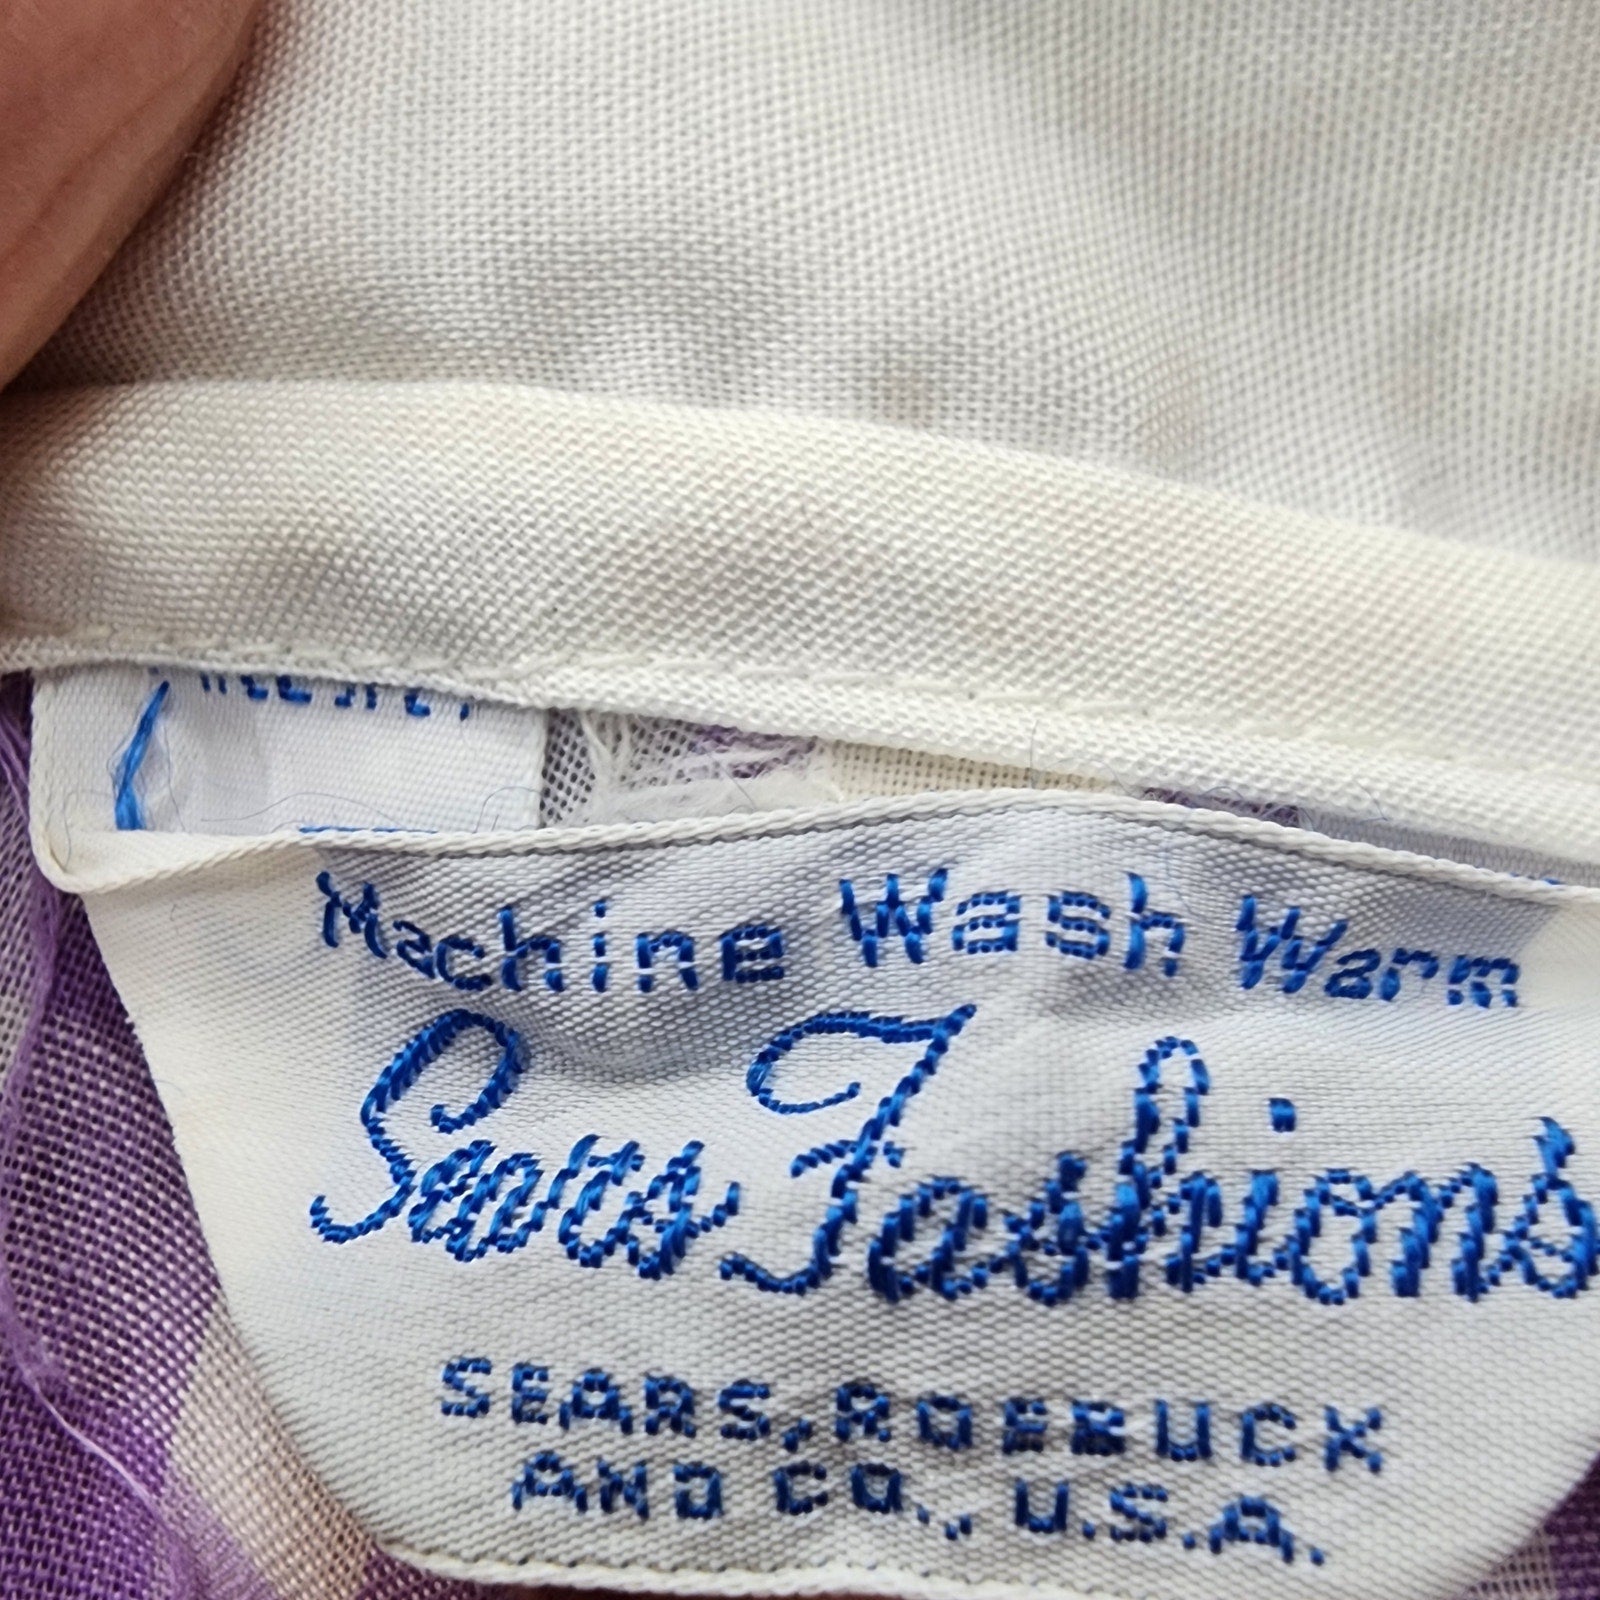 Machine Wash Warm
Sears Fashions
SEARS, ROEBUCK
AND CO., U.S.A.